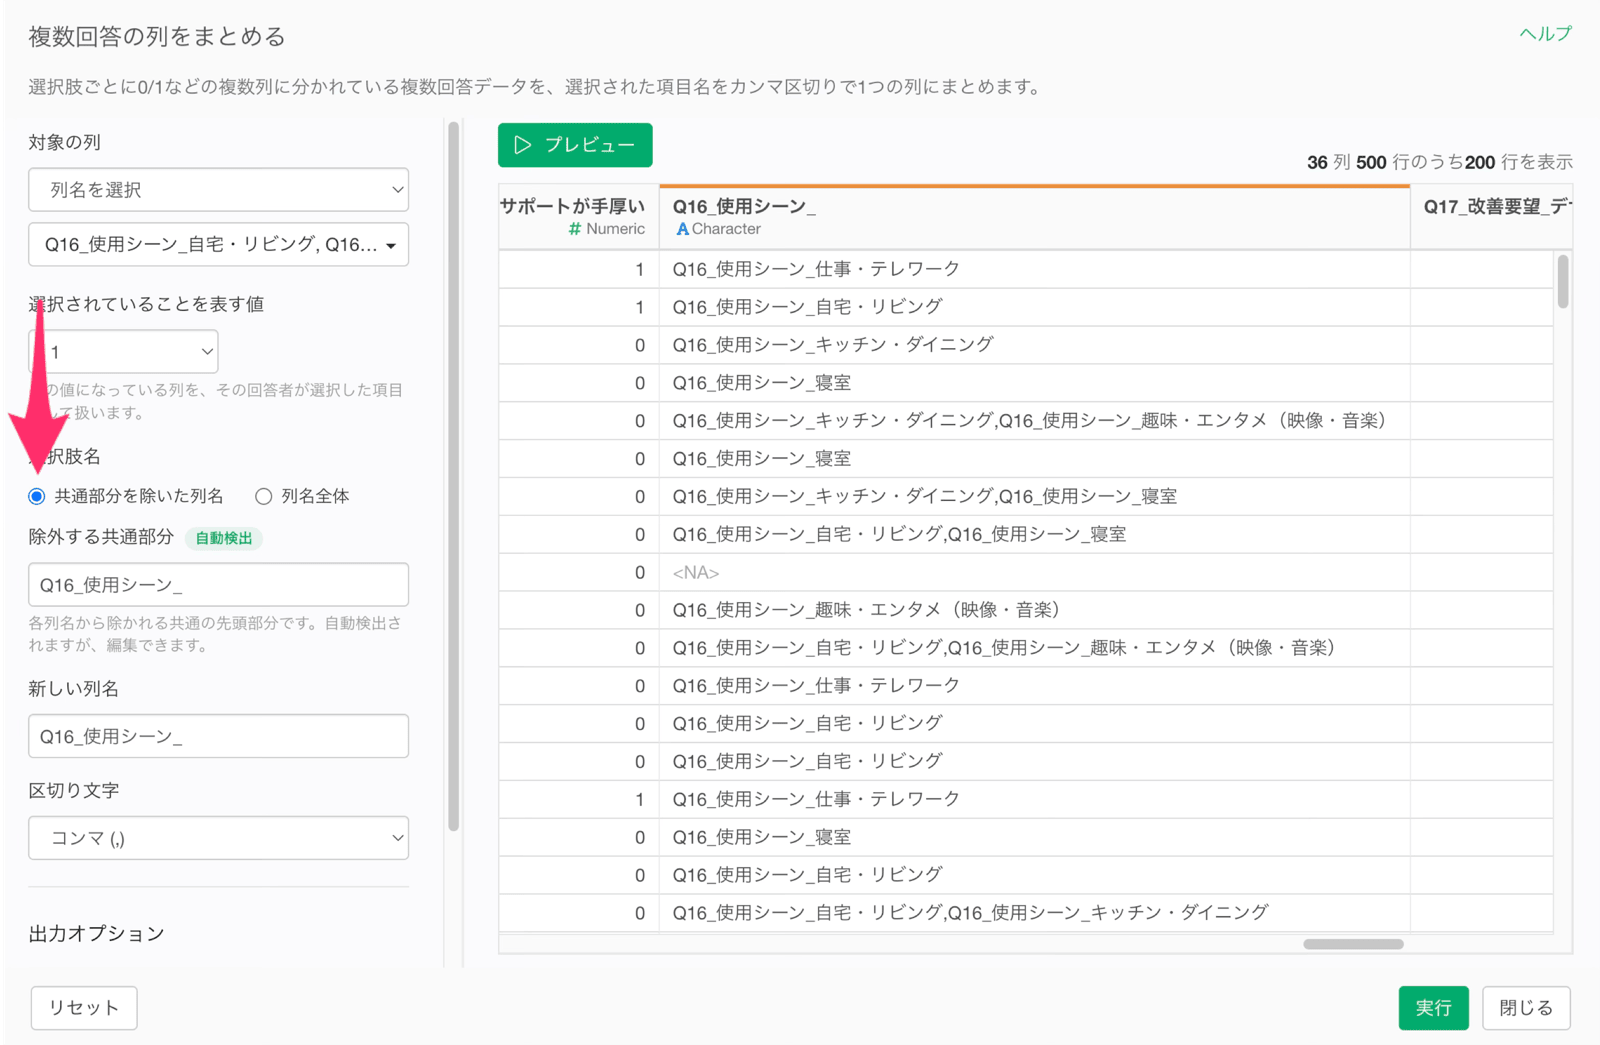 複数回答の列をまとめる
ヘルプ
選択肢ごとに0/1などの複数列に分かれている複数回答データを、選択された項目名をカンマ区切りで1つの列にまとめます。
対象の列
列名を選択
Q16_使用シーン_自宅・リビング, Q16...
選択されていることを表す値
1
の値になっている列を、その回答者が選択した項目
して扱います。
択肢名
共通部分を除いた列名
列名全体
除外する共通部分 自動検出
Q16_使用シーン_
各列名から除かれる共通の先頭部分です。自動検出さ
れますが、編集できます。
新しい列名
Q16_使用シーン_
区切り文字
コンマ (,)
出力オプション
リセット
プレビュー
36 列 500 行のうち200 行を表示
サポートが手厚い Q16_使用シーン_ Q17_改善要望_デ
# Numeric A Character
1 Q16_使用シーン_仕事・テレワーク
1 Q16_使用シーン_自宅・リビング
0 Q16_使用シーン_キッチン・ダイニング
0 Q16_使用シーン_寝室
0 Q16_使用シーン_キッチン・ダイニング,Q16_使用シーン_趣味・エンタメ（映像・音楽）
0 Q16_使用シーン_寝室
0 Q16_使用シーン_キッチン・ダイニング,Q16_使用シーン_寝室
0 Q16_使用シーン_自宅・リビング,Q16_使用シーン_寝室
0 <NA>
0 Q16_使用シーン_趣味・エンタメ（映像・音楽）
0 Q16_使用シーン_自宅・リビング,Q16_使用シーン_趣味・エンタメ（映像・音楽）
0 Q16_使用シーン_仕事・テレワーク
0 Q16_使用シーン_自宅・リビング
0 Q16_使用シーン_自宅・リビング
1 Q16_使用シーン_仕事・テレワーク
0 Q16_使用シーン_寝室
0 Q16_使用シーン_自宅・リビング
0 Q16_使用シーン_自宅・リビング,Q16_使用シーン_キッチン・ダイニング
実行
閉じる